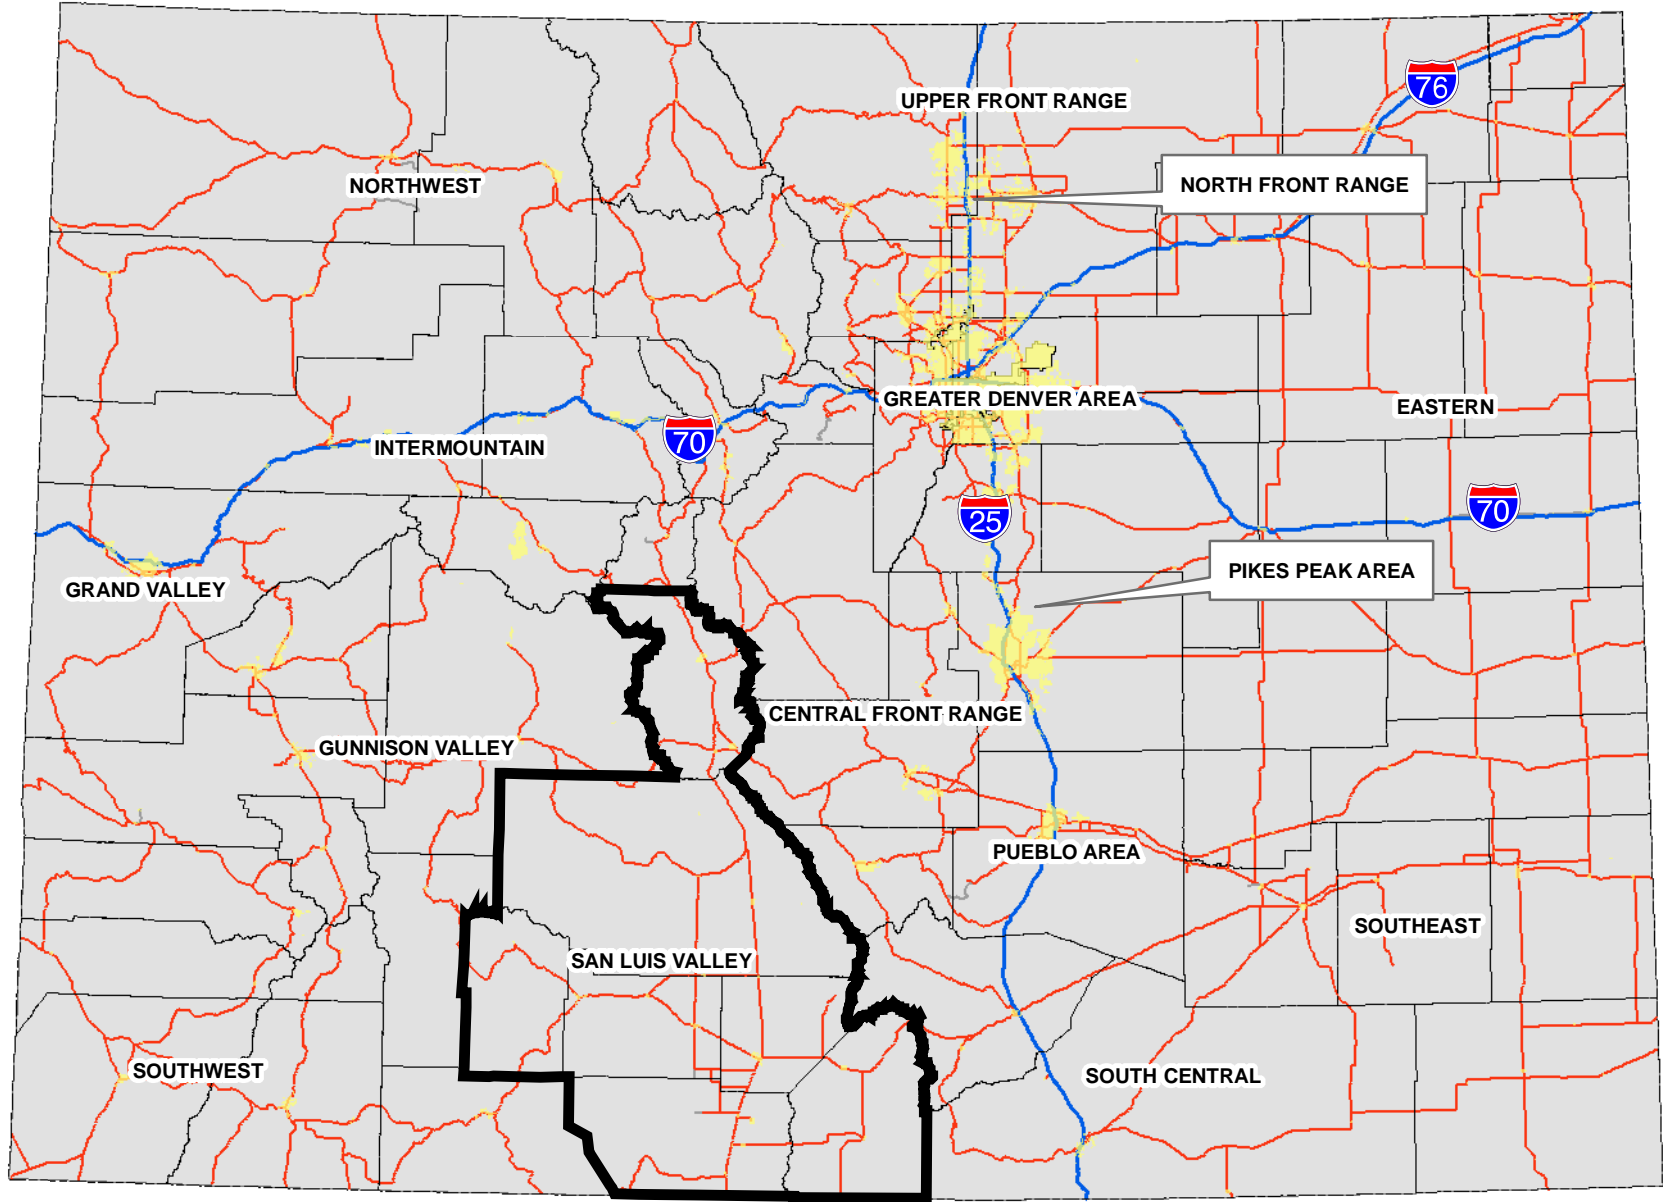 76
UPPER FRONT RANGE
NORTH FRONT RANGE
NORTHWEST
GREATER DENVER AREA
EASTERN
70
INTERMOUNTAIN
25
70
PIKES PEAK AREA
GRAND VALLEY
CENTRAL FRONT RANGE
GUNNISON VALLEY
PUEBLO AREA
SOUTHEAST
SAN LUIS VALLEY
SOUTHWEST
SOUTH CENTRAL